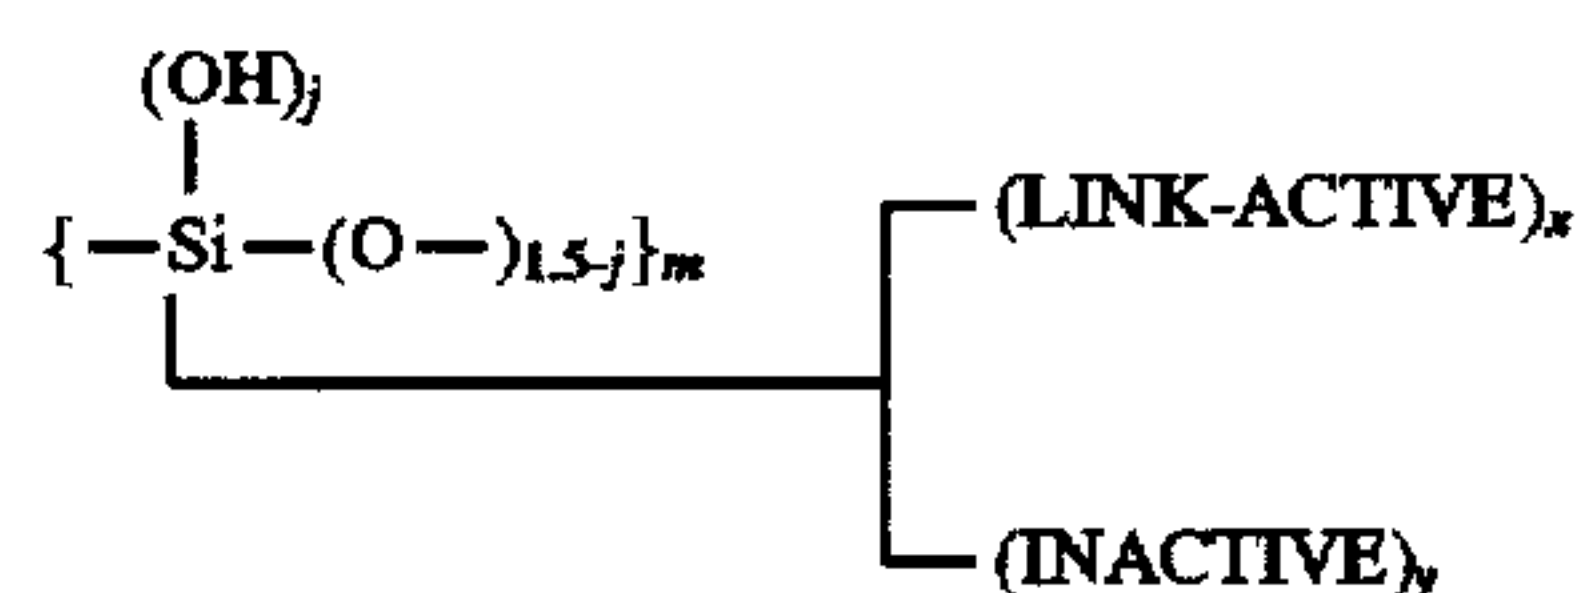 (OH)j
{—Si—(O—)1.5-j}m
(LINK-ACTIVE)x
(INACTIVE)y